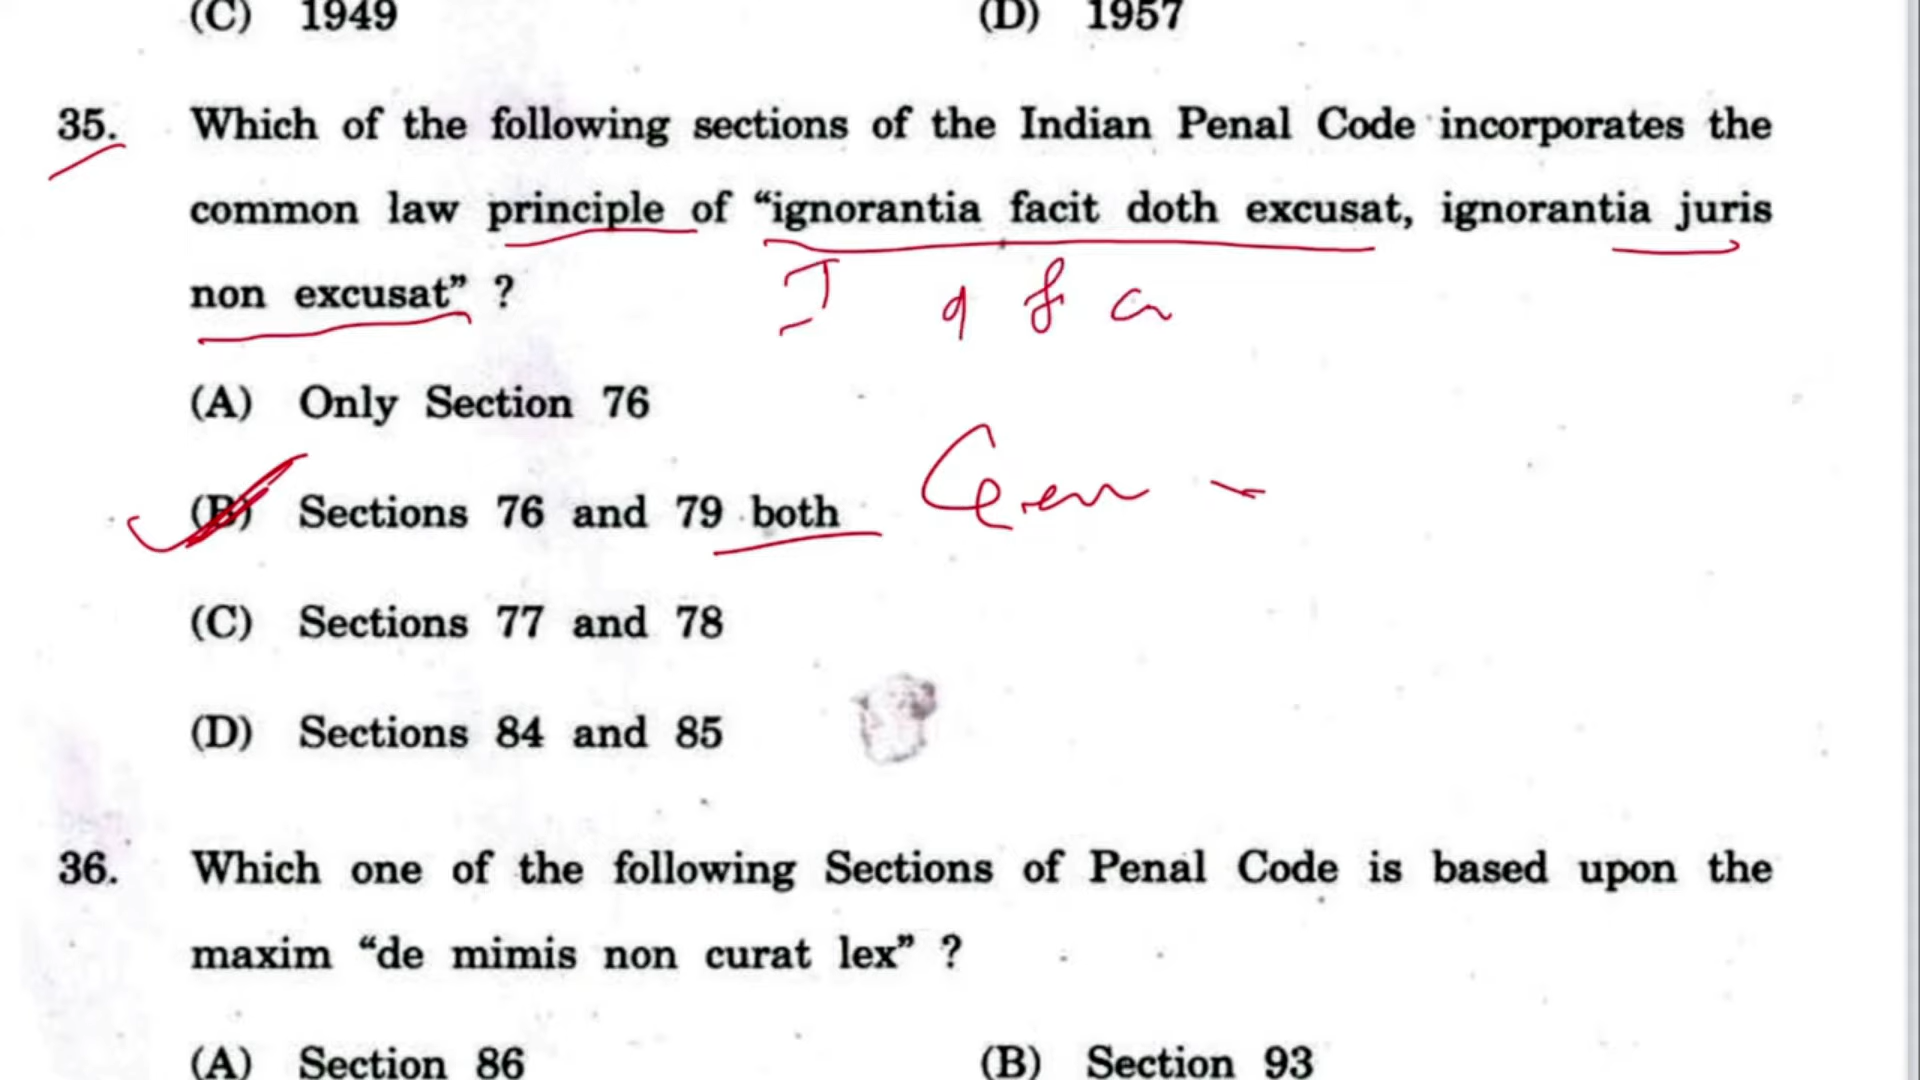 (C) 1949 (D) 1957
35. Which of the following sections of the Indian Penal Code incorporates the
common law principle of “ignorantia facit doth excusat, ignorantia juris
non excusat” ?
(A) Only Section 76
(B) Sections 76 and 79 both
(C) Sections 77 and 78
(D) Sections 84 and 85
36. Which one of the following Sections of Penal Code is based upon the
maxim “de mimis non curat lex” ?
(A) Section 86 (B) Section 93